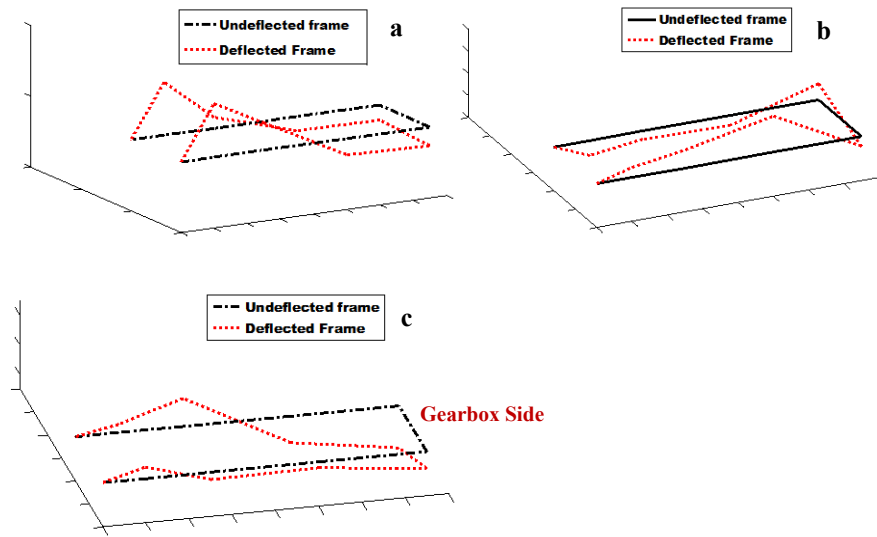 Undeflected frame
Deflected Frame
a
Undeflected frame
Deflected Frame
b
Undeflected frame
Deflected Frame
c
Gearbox Side